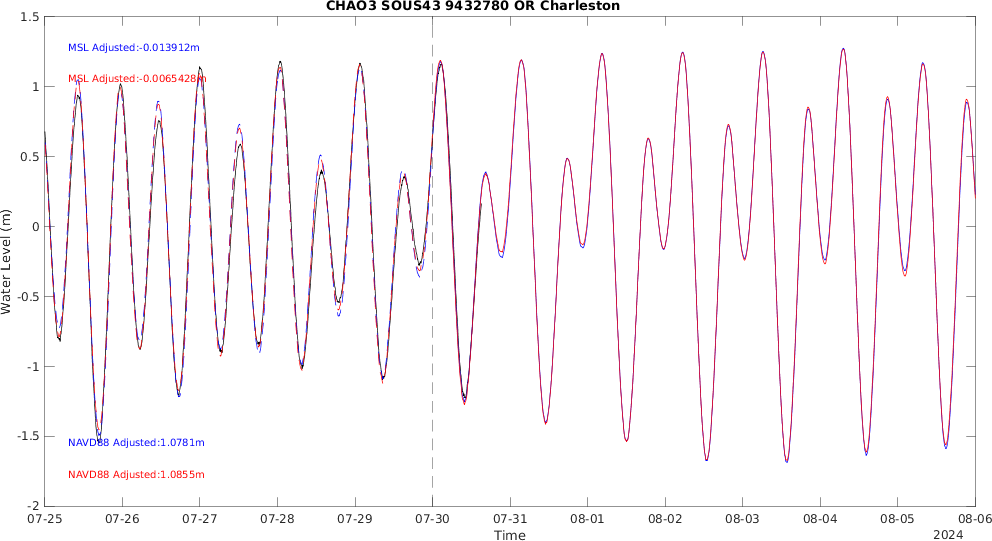 CHAO3 SOUS43 9432780 OR Charleston
MSL Adjusted:-0.013912m
MSL Adjusted:-0.0065428m
NAVD88 Adjusted:1.0781m
NAVD88 Adjusted:1.0855m
Water Level (m)
1.5
1
0.5
0
-0.5
-1
-1.5
-2
07-25 07-26 07-27 07-28 07-29 07-30 07-31 08-01 08-02 08-03 08-04 08-05 08-06
Time
2024